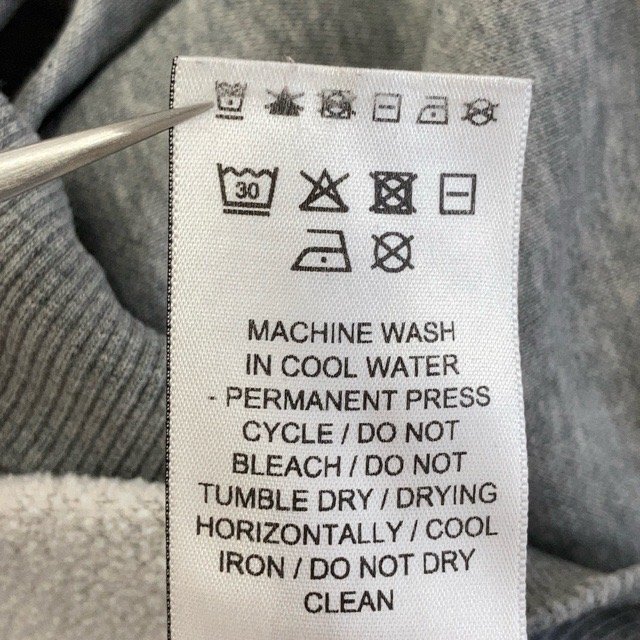 30
MACHINE WASH
IN COOL WATER
- PERMANENT PRESS
CYCLE / DO NOT
BLEACH / DO NOT
TUMBLE DRY / DRYING
HORIZONTALLY / COOL
IRON / DO NOT DRY
CLEAN